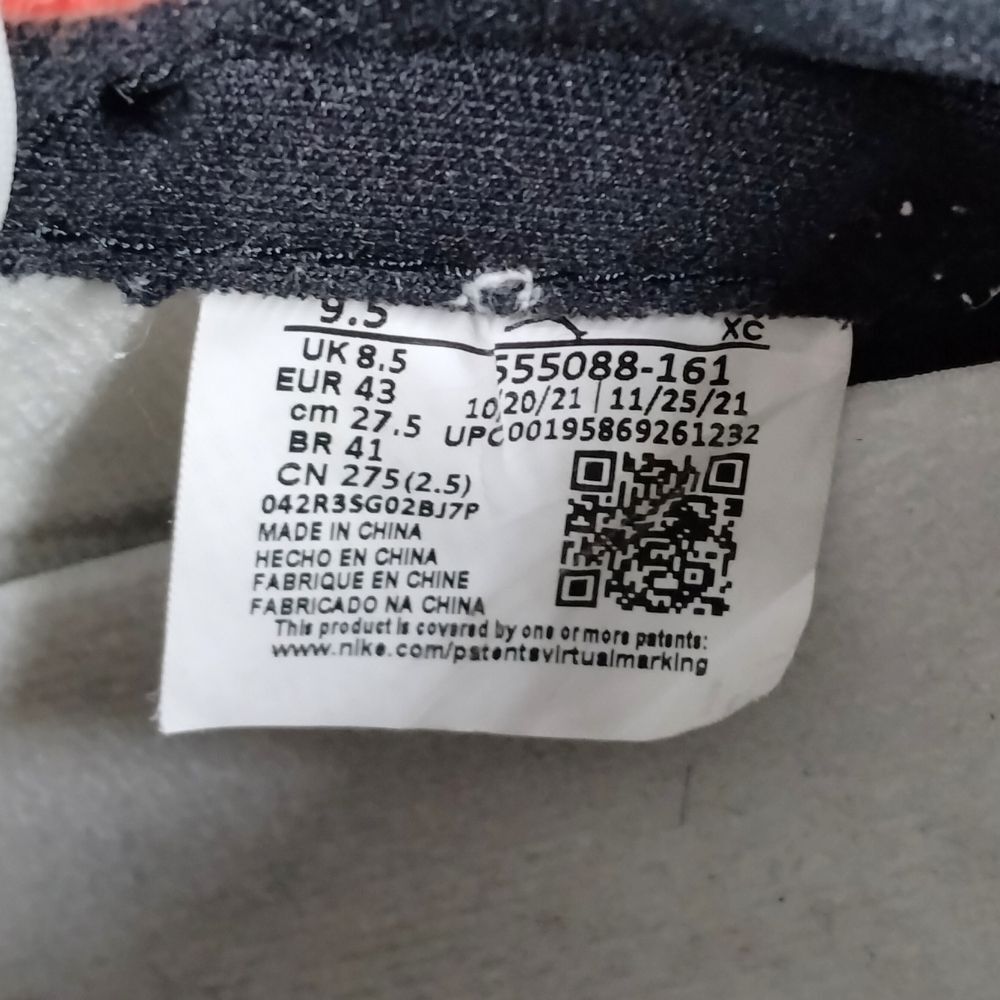 9.5
XC
UK 8.5
555088-161
EUR 43
10/20/21 | 11/25/21
cm 27.5
UPC00195869261232
BR 41
CN 275(2.5)
042R3SG02BJ7P
MADE IN CHINA
HECHO EN CHINA
FABRIQUE EN CHINE
FABRICADO NA CHINA
This product is covered by one or more patents:
www.nike.com/patentsvirtualmarking